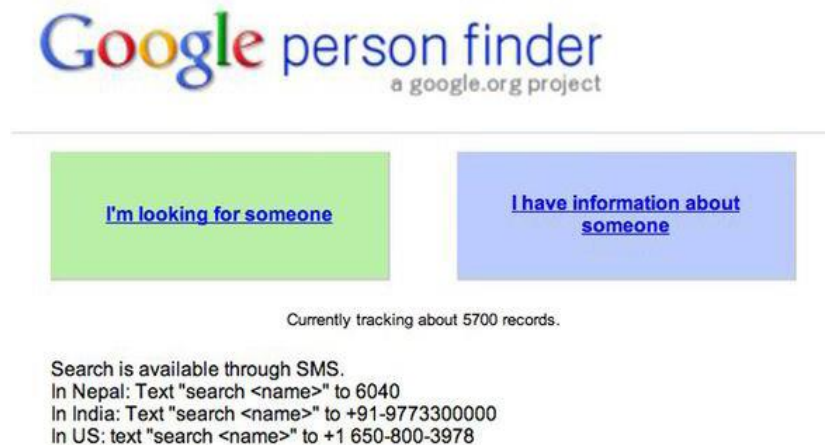 Google person finder
a google.org project
I'm looking for someone
I have information about
someone
Currently tracking about 5700 records.
Search is available through SMS.
In Nepal: Text "search <name>" to 6040
In India: Text "search <name>" to +91-9773300000
In US: text "search <name>" to +1 650-800-3978